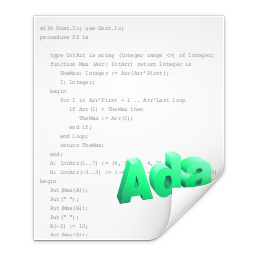 with Gnat.Io; use Gnat.Io;
procedure F2 is
type IntArr is array (Integer range <>) of Integer;
function Max (Arr: IntArr) return Integer is
TheMax: Integer := Arr(Arr'First);
I: Integer;
begin
for I in Arr'First + 1 .. Arr'Last loop
if Arr(I) > TheMax then
TheMax := Arr(I);
end if;
end loop;
return TheMax;
end;
A: IntArr(1..7) := (4,
B: IntArr(-3..3) :=
begin
Put(Max(A));
Put(" ");
Put(Max(B));
Put(" ");
B(-2) := 10;
Put(Max(B));
Ada